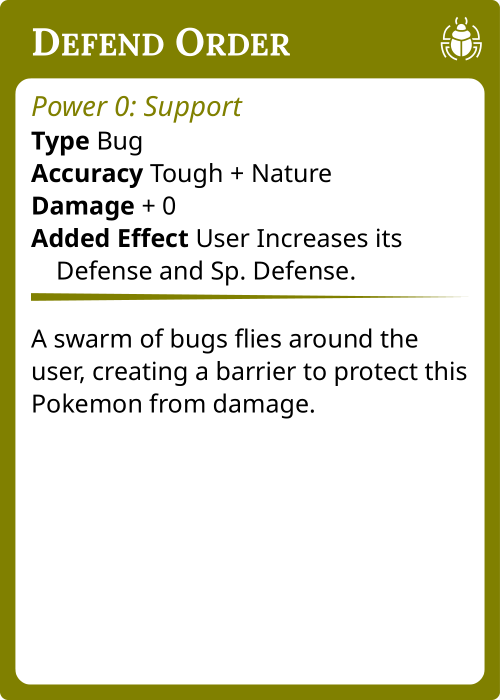 Defend Order
Power 0: Support
Type Bug
Accuracy Tough + Nature
Damage + 0
Added Effect User Increases its
Defense and Sp. Defense.
A swarm of bugs flies around the
user, creating a barrier to protect this
Pokemon from damage.